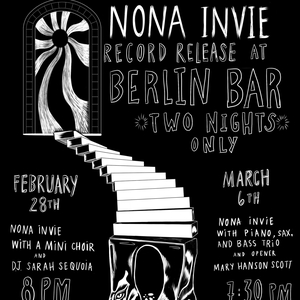 NONA INVIE
RECORD RELEASE AT
BERLIN BAR
TWO NIGHTS
ONLY
FEBRUARY
28TH
NONA INVIE
WITH A MINI CHOIR
AND
DJ SARAH SEQUOIA
8 PM
MARCH
6TH
NONA INVIE
WITH PIANO, SAX,
AND BASS TRIO
AND OPENER
MARY HANSON SCOTT
7:30 PM